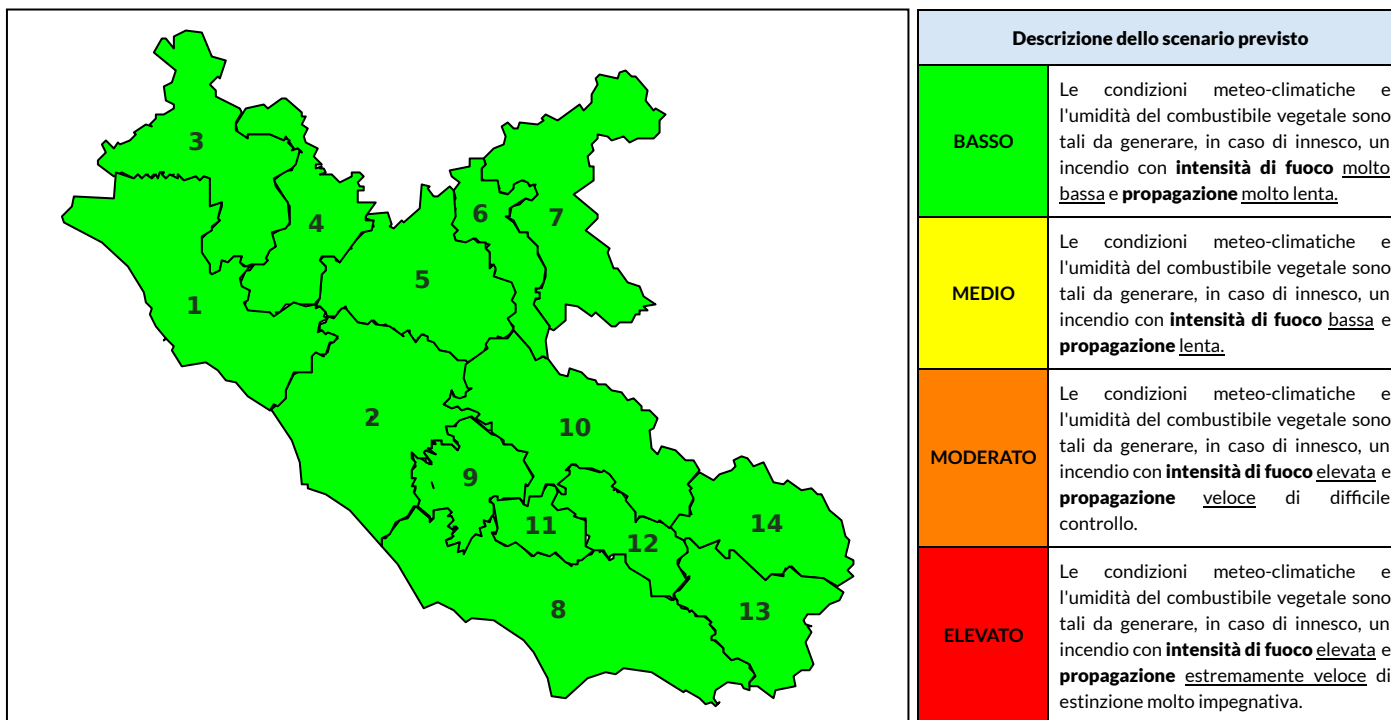 3
4
6
7
5
1
2
10
9
11
12
14
8
13
Descrizione dello scenario previsto
BASSO
Le condizioni meteo-climatiche e
l'umidità del combustibile vegetale sono
tali da generare, in caso di innesco, un
incendio con intensità di fuoco molto
bassa e propagazione molto lenta.
MEDIO
Le condizioni meteo-climatiche e
l'umidità del combustibile vegetale sono
tali da generare, in caso di innesco, un
incendio con intensità di fuoco bassa e
propagazione lenta.
MODERATO
Le condizioni meteo-climatiche e
l'umidità del combustibile vegetale sono
tali da generare, in caso di innesco, un
incendio con intensità di fuoco elevata e
propagazione veloce di difficile
controllo.
ELEVATO
Le condizioni meteo-climatiche e
l'umidità del combustibile vegetale sono
tali da generare, in caso di innesco, un
incendio con intensità di fuoco elevata e
propagazione estremamente veloce di
estinzione molto impegnativa.